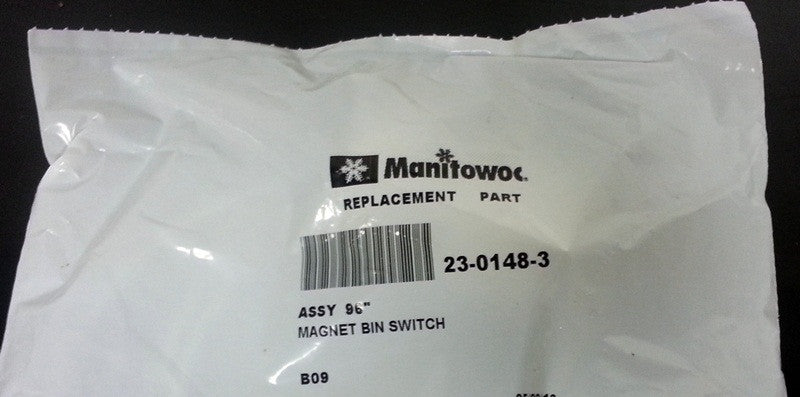 Manitowoc
REPLACEMENT PART
23-0148-3
ASSY 96"
MAGNET BIN SWITCH
B09